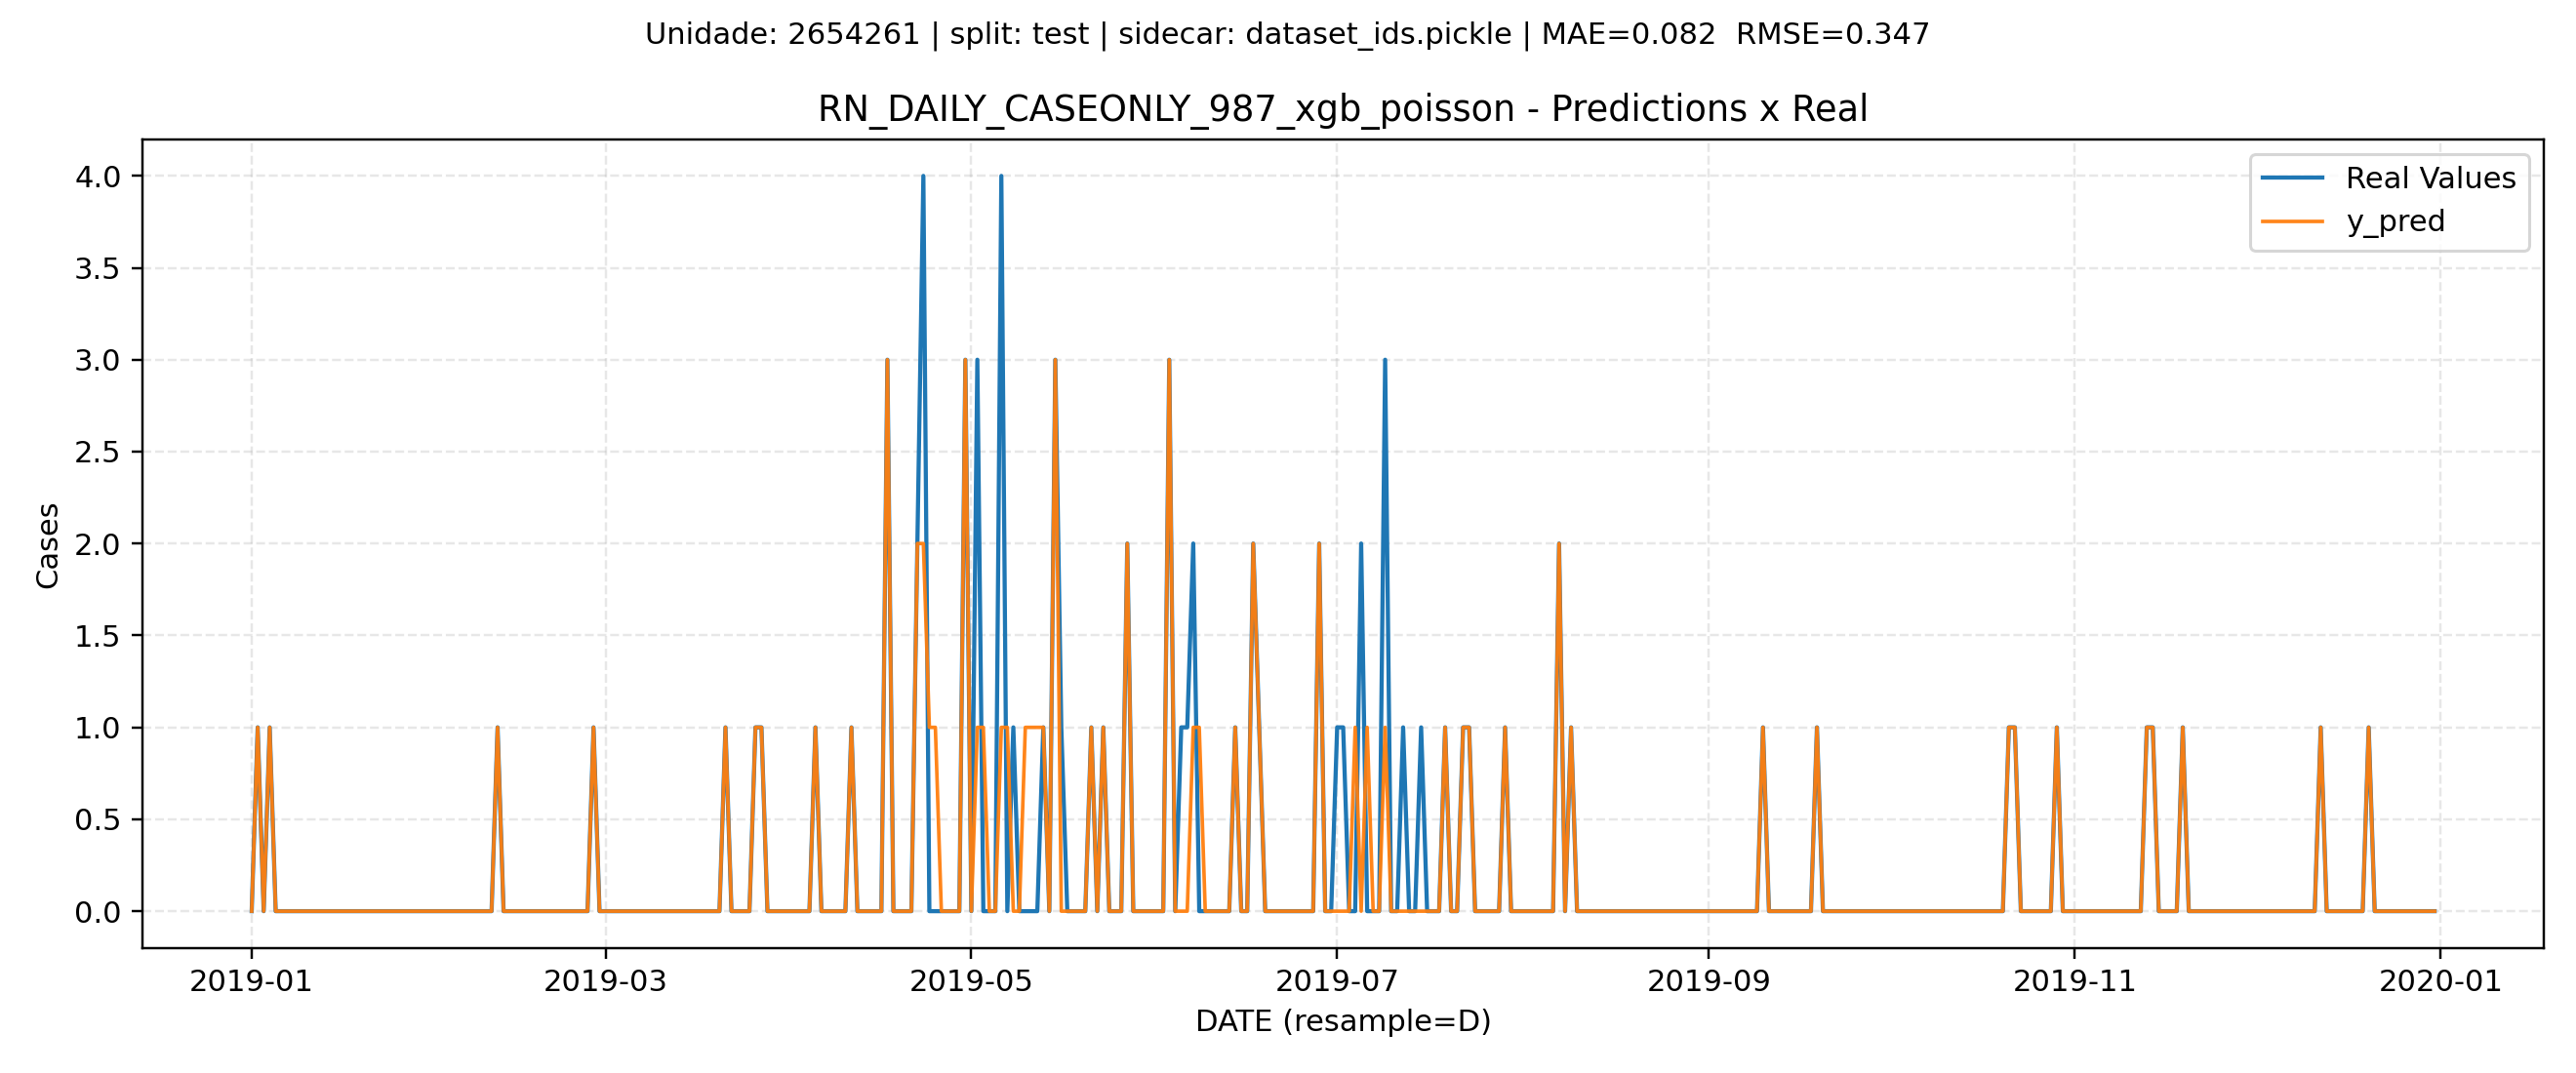 Unidade: 2654261 | split: test | sidecar: dataset_ids.pickle | MAE=0.082  RMSE=0.347
RN_DAILY_CASEONLY_987_xgb_poisson - Predictions x Real
Real Values
y_pred
4.0
3.5
3.0
2.5
2.0
1.5
1.0
0.5
0.0
Cases
2019-01
2019-03
2019-05
2019-07
2019-09
2019-11
2020-01
DATE (resample=D)